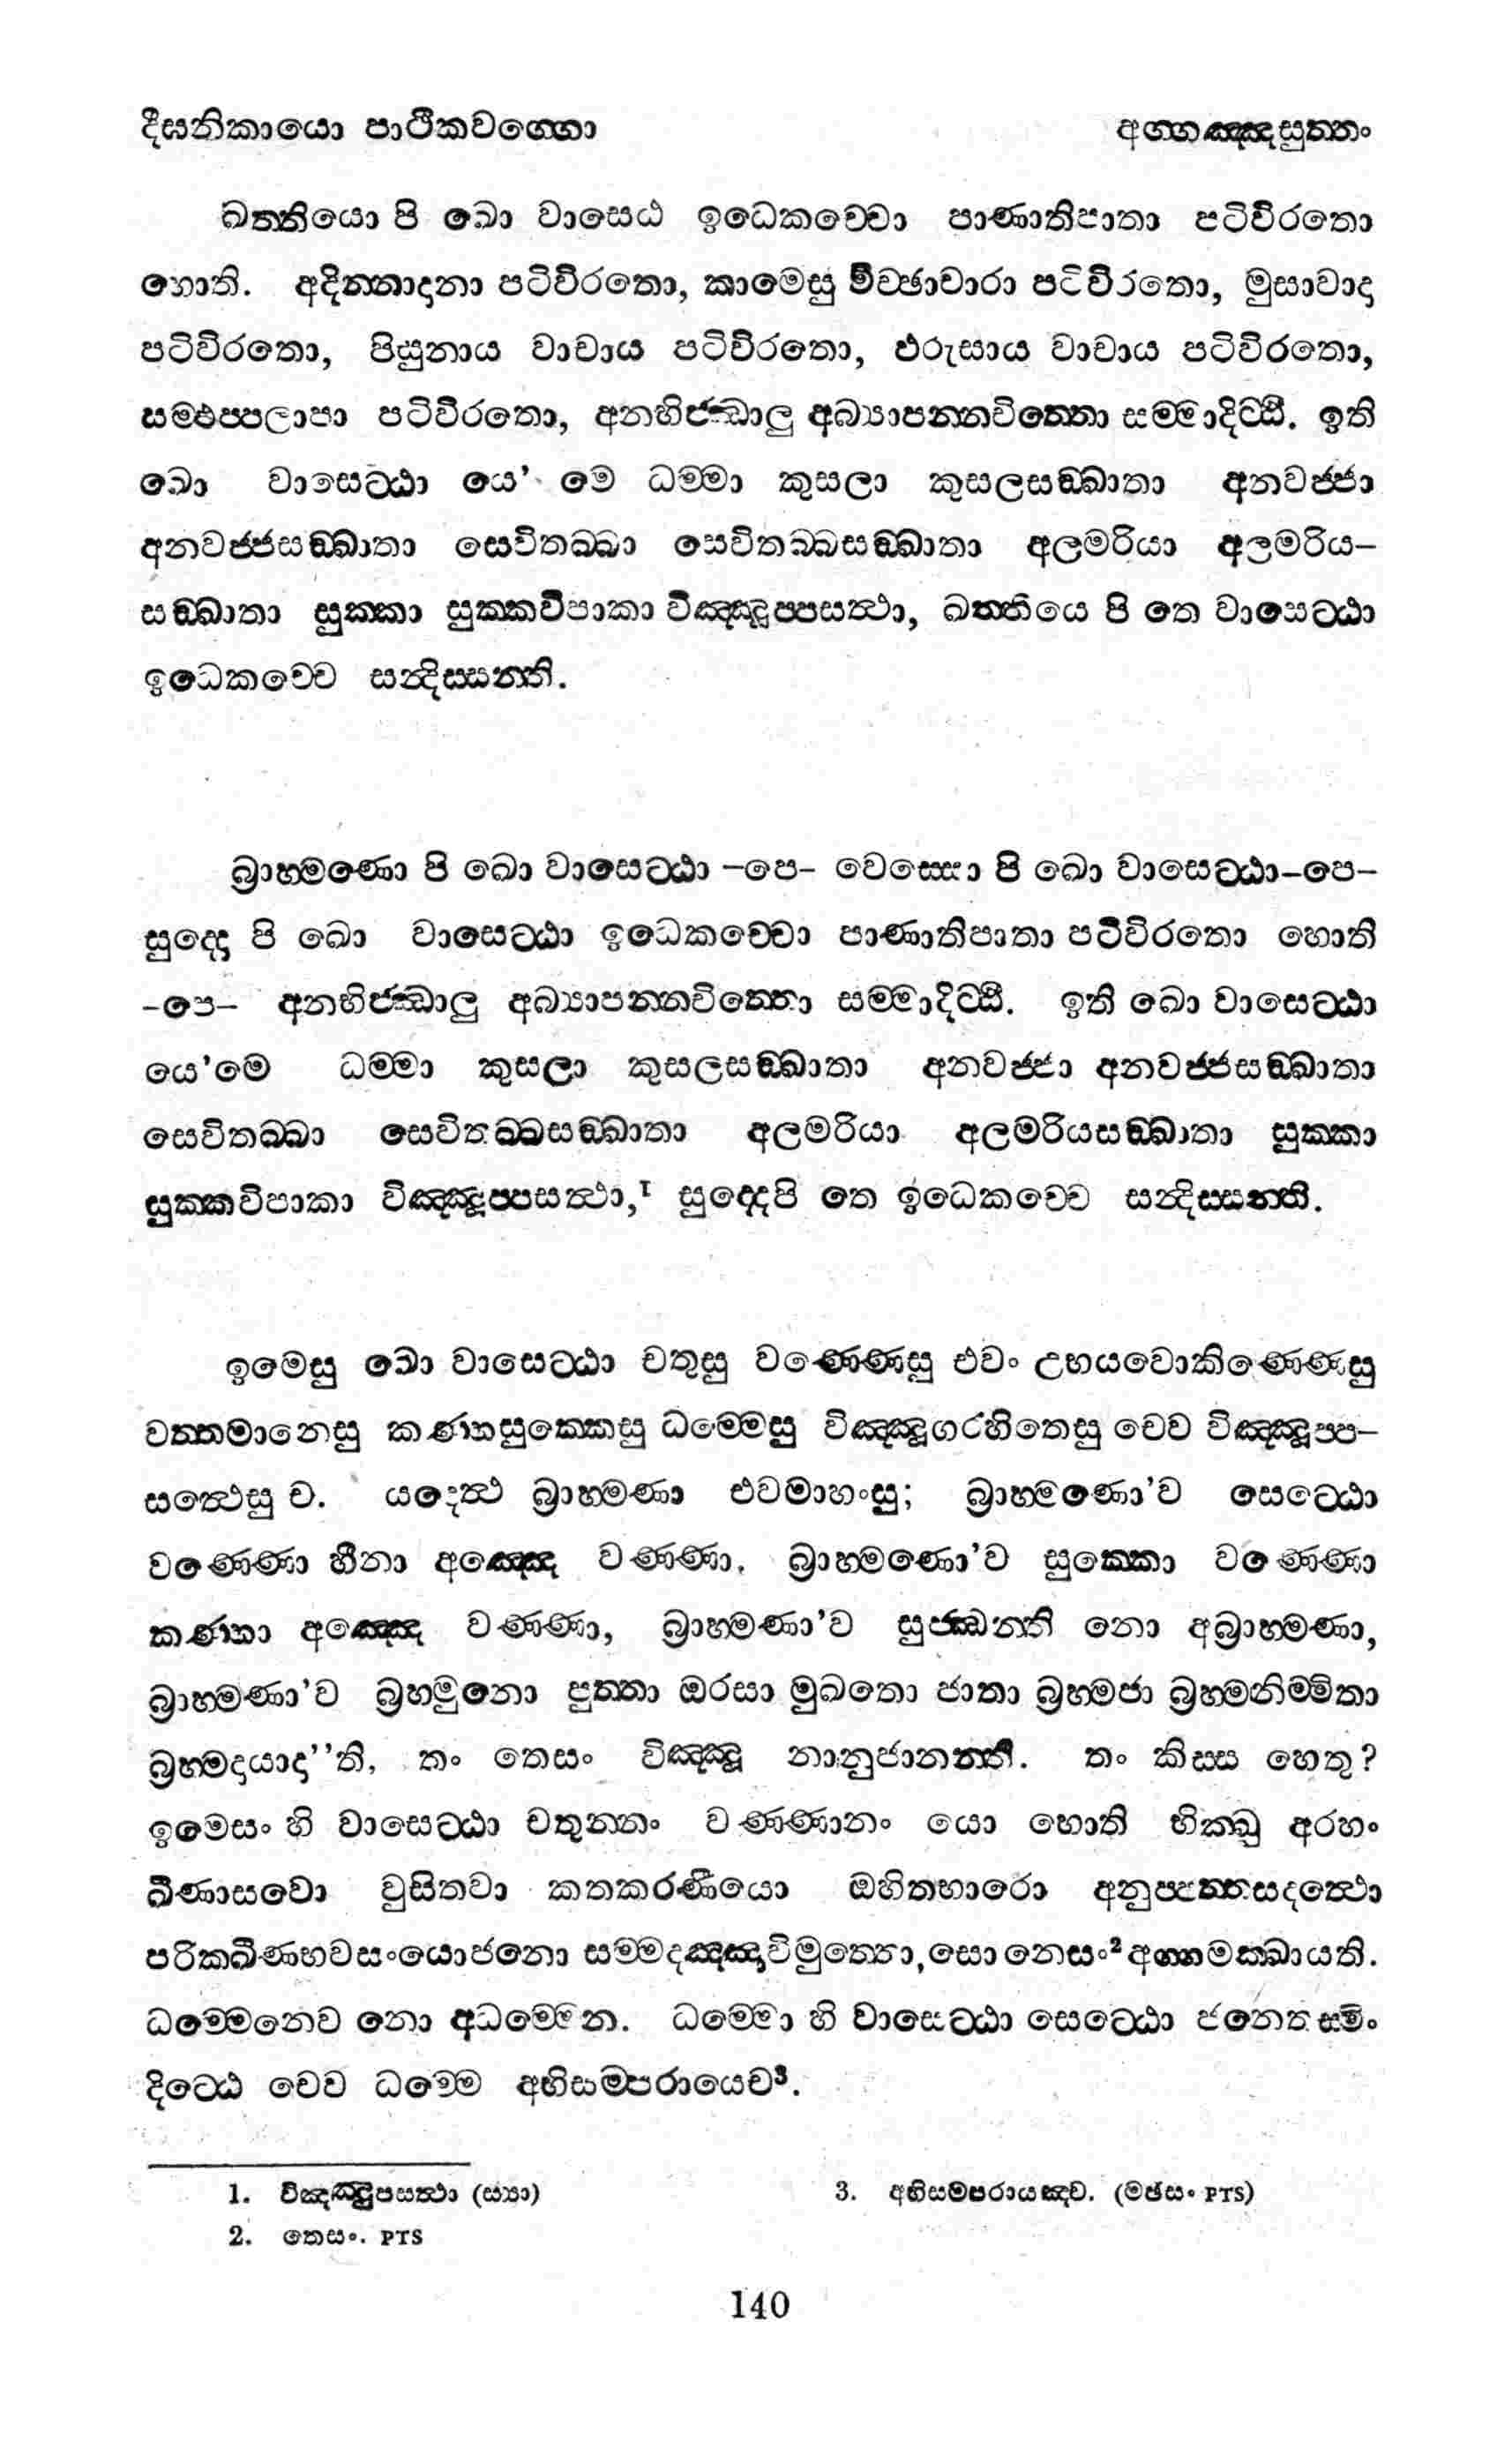 දීඝනිකායො පාථිකවග්ගො
අග්ගඤ්ඤසුත්තං
ඛත්තියො පි ඛො වාසෙඨ ඉධෙකච්චො පාණාතිපාතා පටිවිරතො
හොති. අදින්නාදානා පටිවිරතො, කාමෙසු මිච්ඡාචාරා පටිවිරතො, මුසාවාදා
පටිවිරතො, පිසුනාය වාචාය පටිවිරතො, ඵරුසාය වාචාය පටිවිරතො,
සම්ඵප්පලාපා පටිවිරතො, අනභිජ්ඣාලු අබ්‍යාපන්නචිත්තො සම්මාදිට්ඨී. ඉති
ඛො වාසෙට්ඨා යෙ' මෙ ධම්මා කුසලා කුසලසඞ්ඛාතා අනවජ්ජා
අනවජ්ජසඞ්ඛාතා සෙවිතබ්බා සෙවිතබ්බසඞ්ඛාතා අලමරියා අලමරිය–
සඞ්ඛාතා සුක්කා සුක්කවිපාකා විඤ්ඤූප්පසත්ථා, ඛත්තියෙ පි තෙ වාසෙට්ඨා
ඉධෙකච්චෙ සන්දිස්සන්ති.
බ්‍රාහ්මණො පි ඛො වාසෙට්ඨා –පෙ– වෙස්සො පි ඛො වාසෙට්ඨා–පෙ–
සුද්දො පි ඛො වාසෙට්ඨා ඉධෙකච්චො පාණාතිපාතා පටිවිරතො හොති
–පෙ– අනභිජ්ඣාලු අබ්‍යාපන්නචිත්තො සම්මාදිට්ඨී. ඉති ඛො වාසෙට්ඨා
යෙ'මෙ ධම්මා කුසලා කුසලසඞ්ඛාතා අනවජ්ජා අනවජ්ජසඞ්ඛාතා
සෙවිතබ්බා සෙවිතබ්බසඞ්ඛාතා අලමරියා අලමරියසඞ්ඛාතා සුක්කා
සුක්කවිපාකා විඤ්ඤූප්පසත්ථා,¹ සුද්දෙපි තෙ ඉධෙකච්චෙ සන්දිස්සන්ති.
ඉමෙසු ඛො වාසෙට්ඨා චතුසු වණ්ණෙසු එවං උභයවොකිණ්ණෙසු
වත්තමානෙසු කණ්හසුක්කෙසු ධම්මෙසු විඤ්ඤූගරහිතෙසු චෙව විඤ්ඤූප්ප–
සත්ථෙසු ච. යදෙත්ථ බ්‍රාහ්මණා එවමාහංසු; බ්‍රාහ්මණො'ව සෙට්ඨො
වණ්ණො හීනා අඤ්ඤෙ වණ්ණා, බ්‍රාහ්මණො'ව සුක්කො වණ්ණො
කණ්හා අඤ්ඤෙ වණ්ණා, බ්‍රාහ්මණා'ව සුජ්ඣන්ති නො අබ්‍රාහ්මණා,
බ්‍රාහ්මණා'ව බ්‍රහ්මුනො පුත්තා ඔරසා මුඛතො ජාතා බ්‍රහ්මජා බ්‍රහ්මනිම්මිතා
බ්‍රහ්මදායාදා''ති, තං තෙසං විඤ්ඤූ නානුජානන්ති. තං කිස්ස හෙතු?
ඉමෙසං හි වාසෙට්ඨා චතුන්නං වණ්ණානං යො හොති භික්ඛු අරහං
ඛීණාසවො වුසිතවා කතකරණීයො ඔහිතභාරො අනුප්පත්තසදත්ථො
පරික්ඛීණභවසංයොජනො සම්මදඤ්ඤාවිමුත්තො,සො නෙසං² අග්ගමක්ඛායති.
ධම්මෙනෙව නො අධම්මෙන. ධම්මො හි වාසෙට්ඨා සෙට්ඨො ජනෙතස්මිං
දිට්ඨෙ චෙව ධම්මෙ අභිසම්පරායෙච³.
1. විඤ්ඤුපසත්ථා (ස්‍යා)
3. අභිසම්පරායඤ්ච. (මඡසං PTS)
2. තෙසං. PTS
140